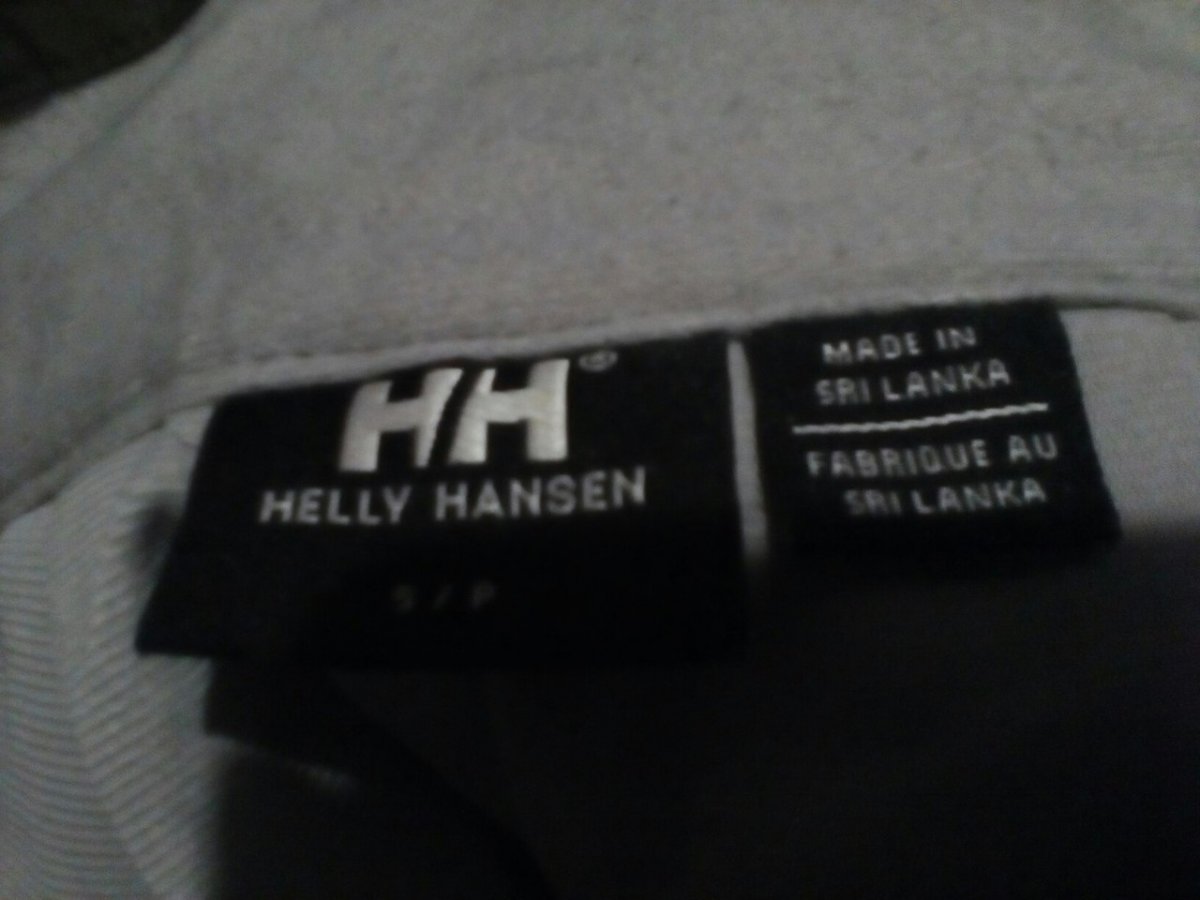 HH®
HELLY HANSEN
S / P
MADE IN
SRI LANKA
FABRIQUE AU
SRI LANKA